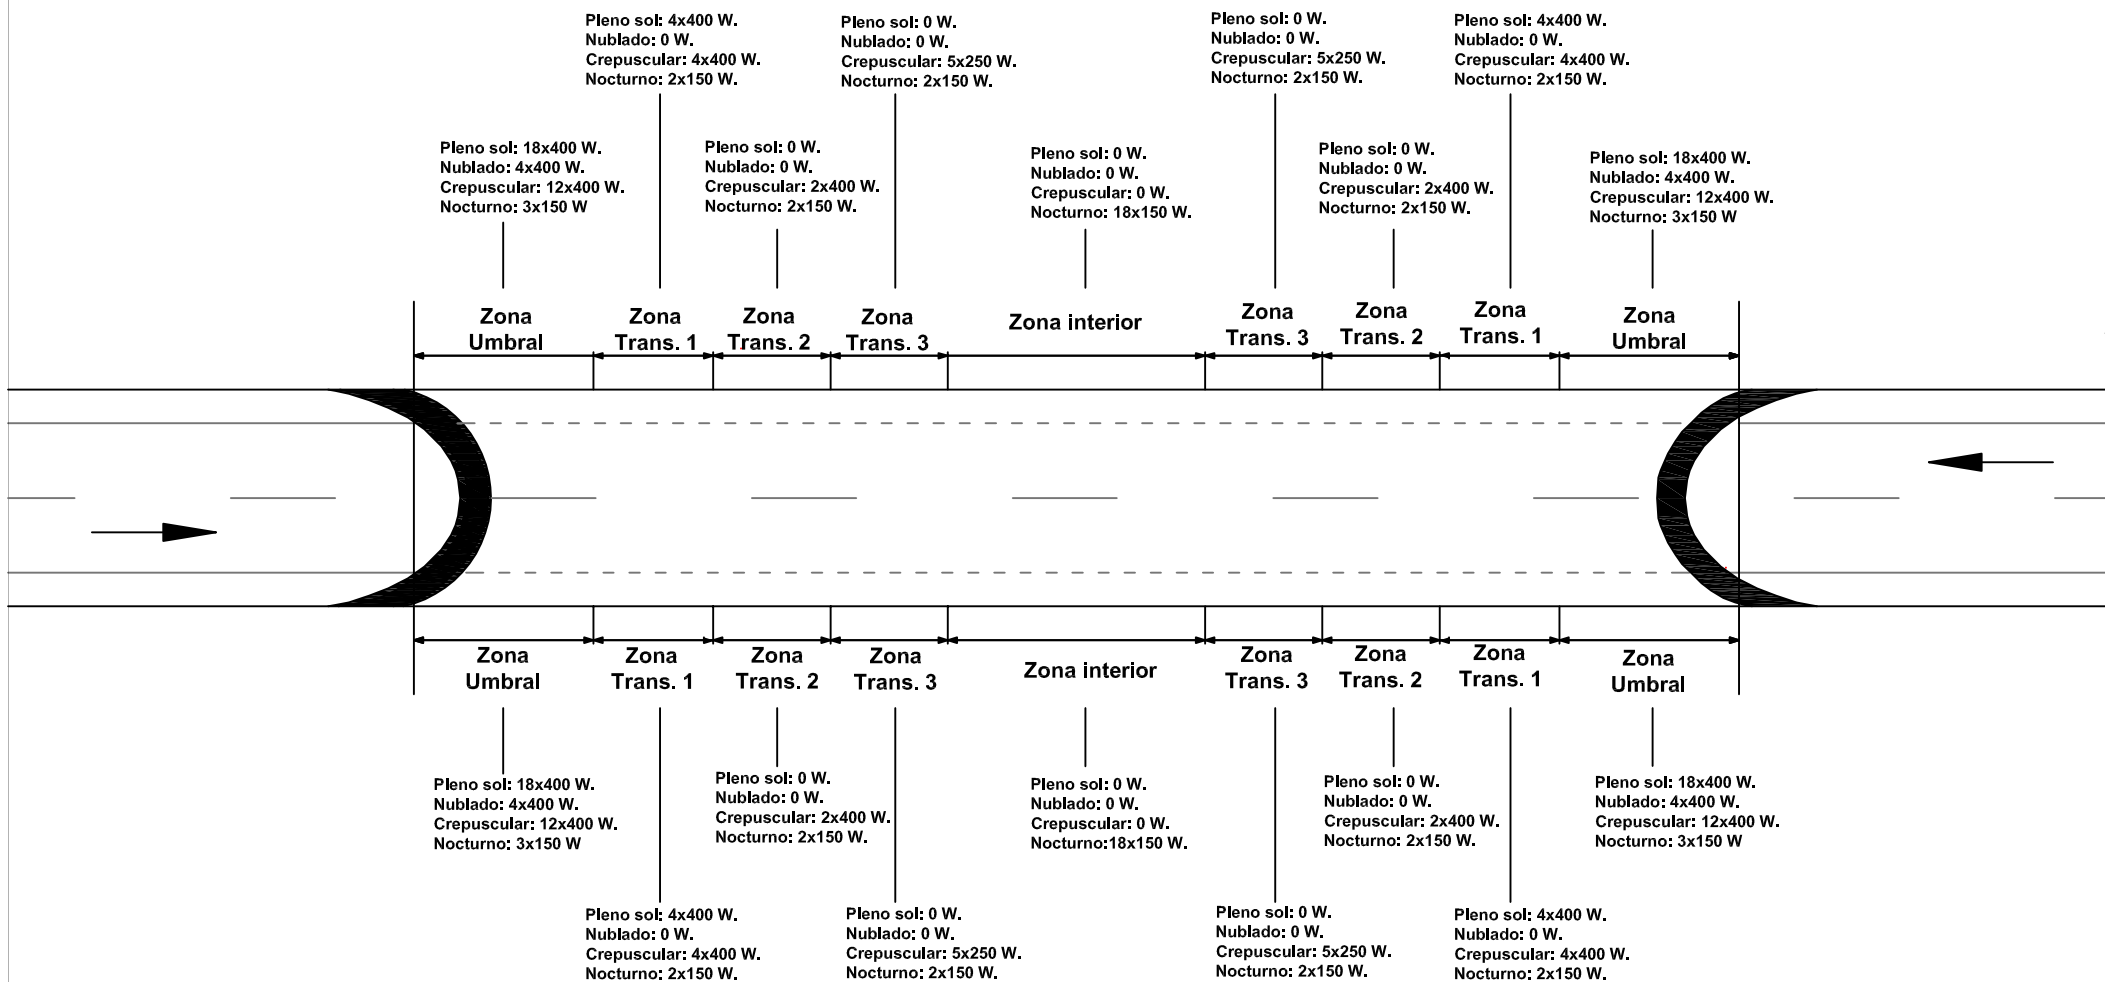 Pleno sol: 4x400 W.
Nublado: 0 W.
Crepuscular: 4x400 W.
Nocturno: 2x150 W.
Pleno sol: 0 W.
Nublado: 0 W.
Crepuscular: 5x250 W.
Nocturno: 2x150 W.
Pleno sol: 0 W.
Nublado: 0 W.
Crepuscular: 5x250 W.
Nocturno: 2x150 W.
Pleno sol: 4x400 W.
Nublado: 0 W.
Crepuscular: 4x400 W.
Nocturno: 2x150 W.
Pleno sol: 18x400 W.
Nublado: 4x400 W.
Crepuscular: 12x400 W.
Nocturno: 3x150 W
Pleno sol: 0 W.
Nublado: 0 W.
Crepuscular: 2x400 W.
Nocturno: 2x150 W.
Pleno sol: 0 W.
Nublado: 0 W.
Crepuscular: 0 W.
Nocturno: 18x150 W.
Pleno sol: 0 W.
Nublado: 0 W.
Crepuscular: 2x400 W.
Nocturno: 2x150 W.
Pleno sol: 18x400 W.
Nublado: 4x400 W.
Crepuscular: 12x400 W.
Nocturno: 3x150 W
Zona
Umbral
Zona
Trans. 1
Zona
Trans. 2
Zona
Trans. 3
Zona interior
Zona
Trans. 3
Zona
Trans. 2
Zona
Trans. 1
Zona
Umbral
Zona
Umbral
Zona
Trans. 1
Zona
Trans. 2
Zona
Trans. 3
Zona interior
Zona
Trans. 3
Zona
Trans. 2
Zona
Trans. 1
Zona
Umbral
Pleno sol: 18x400 W.
Nublado: 4x400 W.
Crepuscular: 12x400 W.
Nocturno: 3x150 W
Pleno sol: 0 W.
Nublado: 0 W.
Crepuscular: 2x400 W.
Nocturno: 2x150 W.
Pleno sol: 0 W.
Nublado: 0 W.
Crepuscular: 0 W.
Nocturno:18x150 W.
Pleno sol: 0 W.
Nublado: 0 W.
Crepuscular: 2x400 W.
Nocturno: 2x150 W.
Pleno sol: 18x400 W.
Nublado: 4x400 W.
Crepuscular: 12x400 W.
Nocturno: 3x150 W
Pleno sol: 4x400 W.
Nublado: 0 W.
Crepuscular: 4x400 W.
Nocturno: 2x150 W.
Pleno sol: 0 W.
Nublado: 0 W.
Crepuscular: 5x250 W.
Nocturno: 2x150 W.
Pleno sol: 0 W.
Nublado: 0 W.
Crepuscular: 5x250 W.
Nocturno: 2x150 W.
Pleno sol: 4x400 W.
Nublado: 0 W.
Crepuscular: 4x400 W.
Nocturno: 2x150 W.